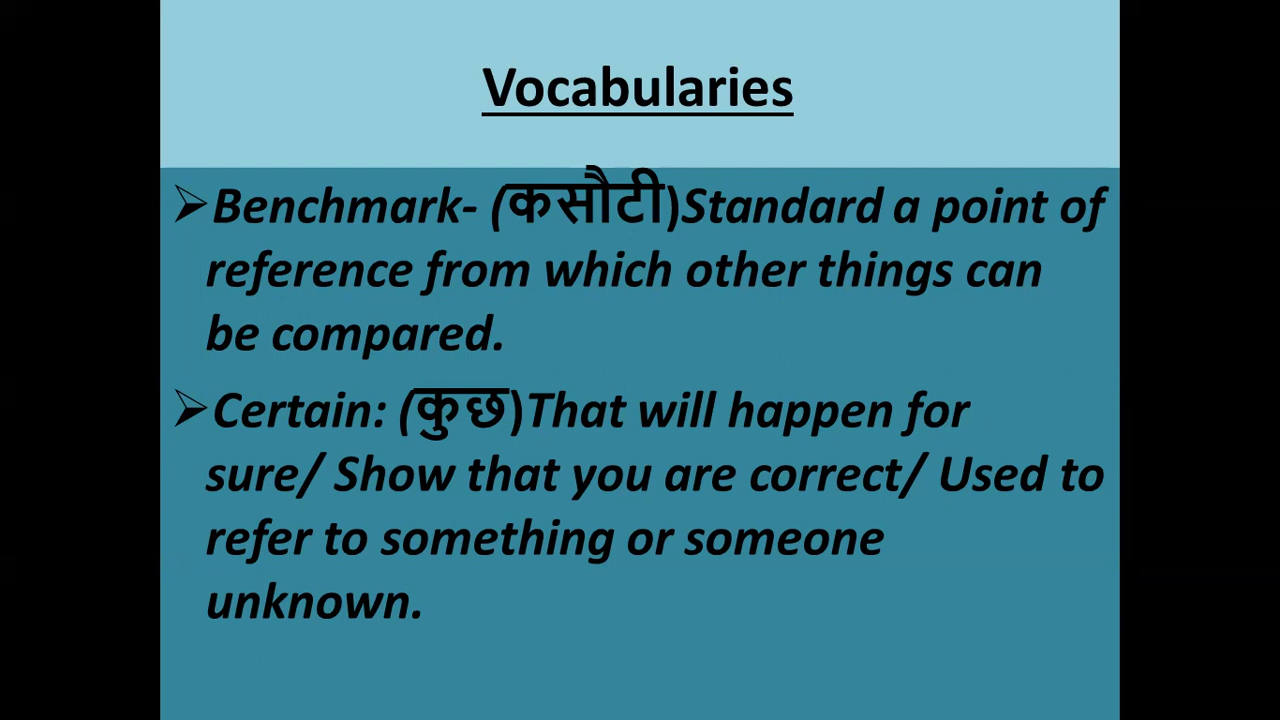 Vocabularies
➢Benchmark- (कसौटी)Standard a point of
reference from which other things can
be compared.
➢Certain: (कुछ)That will happen for
sure/ Show that you are correct/ Used to
refer to something or someone
unknown.